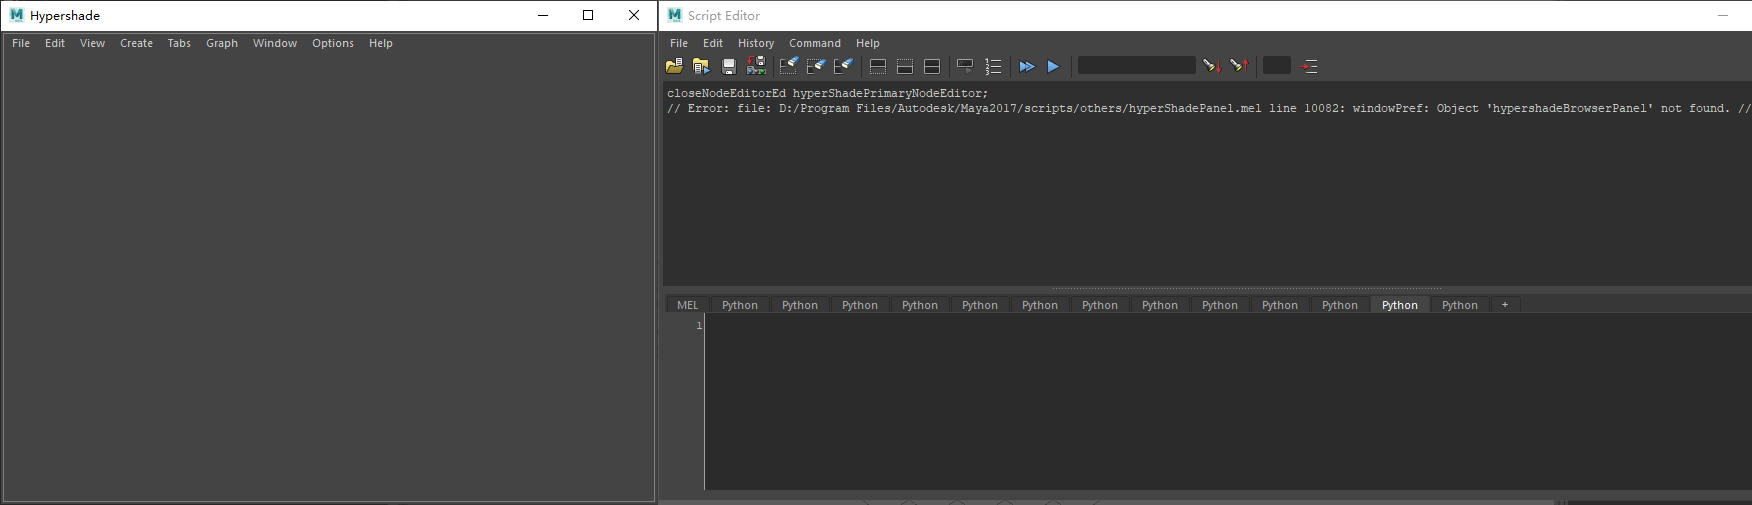 Hypershade
File Edit View Create Tabs Graph Window Options Help
Script Editor
File Edit History Command Help
closeNodeEditorEd hyperShadePrimaryNodeEditor;
// Error: file: D:/Program Files/Autodesk/Maya2017/scripts/others/hyperShadePanel.mel line 10082: windowPref: Object 'hypershadeBrowserPanel' not found. //
MEL Python Python Python Python Python Python Python Python Python Python Python Python Python +
1